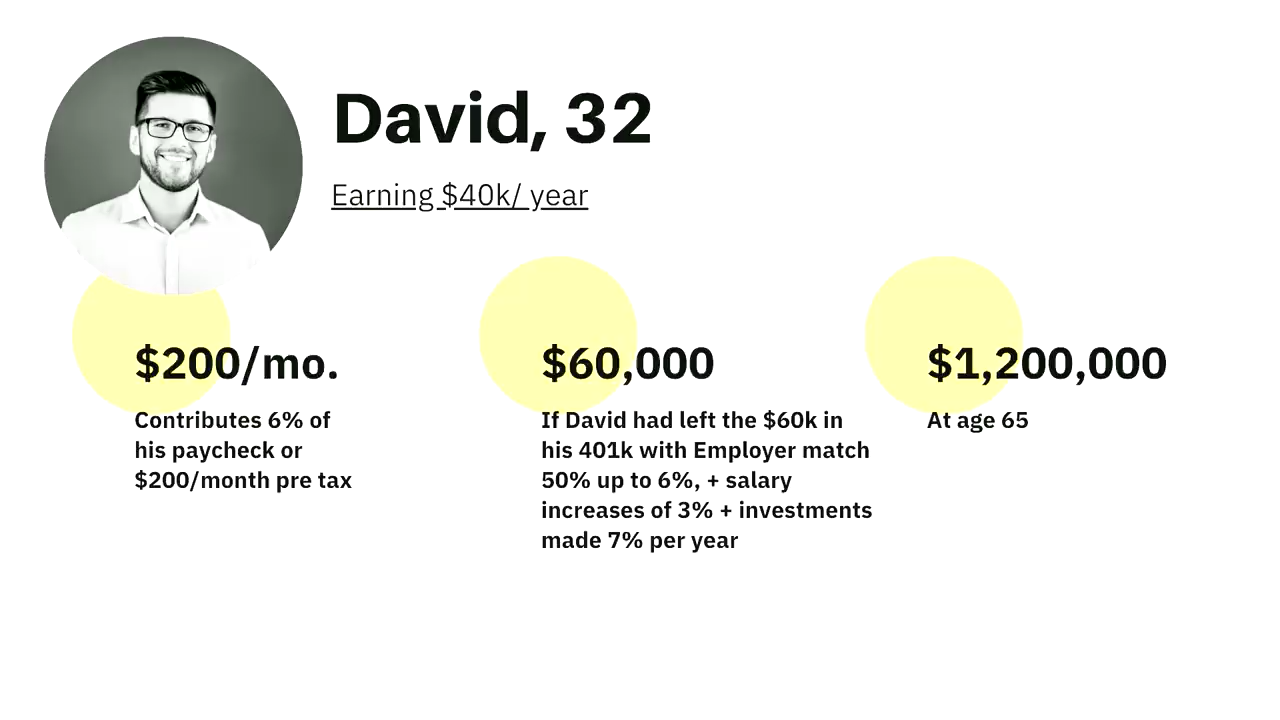 David, 32
Earning $40k/ year
$200/mo.
Contributes 6% of
his paycheck or
$200/month pre tax
$60,000
If David had left the $60k in
his 401k with Employer match
50% up to 6%, + salary
increases of 3% + investments
made 7% per year
$1,200,000
At age 65